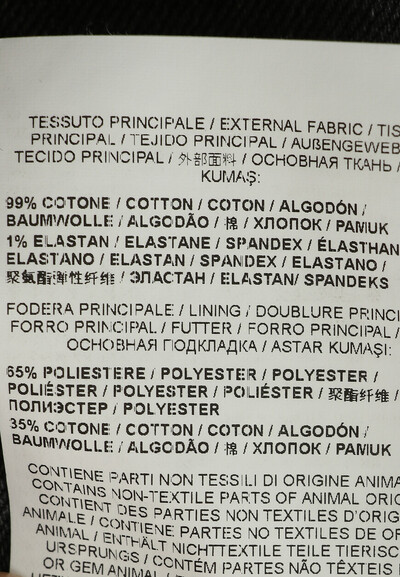 TESSUTO PRINCIPALE / EXTERNAL FABRIC / TIS
PRINCIPAL / TEJIDO PRINCIPAL / AUßENGEWEB
TECIDO PRINCIPAL / 外部面料 / ОСНОВНАЯ ТКАНЬ /
KUMAŞ:
99% COTONE / COTTON / COTON / ALGODÓN /
BAUMWOLLE / ALGODÃO / 棉 / ХЛОПОК / PAMUK
1% ELASTAN / ELASTANE / SPANDEX / ÉLASTHAN
ELASTANO / ELASTAN / SPANDEX / ELASTANO /
聚氨酯弹性纤维 / ЭЛАСТАН / ELASTAN/ SPANDEKS
FODERA PRINCIPALE / LINING / DOUBLURE PRINCI
FORRO PRINCIPAL / FUTTER / FORRO PRINCIPAL /
ОСНОВНАЯ ПОДКЛАДКА / ASTAR KUMAŞI:
65% POLIESTERE / POLYESTER / POLYESTER /
POLIÉSTER / POLYESTER / POLIÉSTER / 聚酯纤维 /
ПОЛИЭСТЕР / POLYESTER
35% COTONE / COTTON / COTON / ALGODÓN /
BAUMWOLLE / ALGODÃO / 棉 / ХЛОПОК / PAMUK
CONTIENE PARTI NON TESSILI DI ORIGINE ANIMA
CONTAINS NON-TEXTILE PARTS OF ANIMAL ORIG
CONTIENT DES PARTIES NON TEXTILES D'ORIG
ANIMALE / CONTIENE PARTES NO TEXTILES DE OR
ANIMAL / ENTHÄLT NICHTTEXTILE TEILE TIERISC
URSPRUNGS / CONTÉM PARTES NÃO TÊXTEIS
OR GEM ANIMAL /